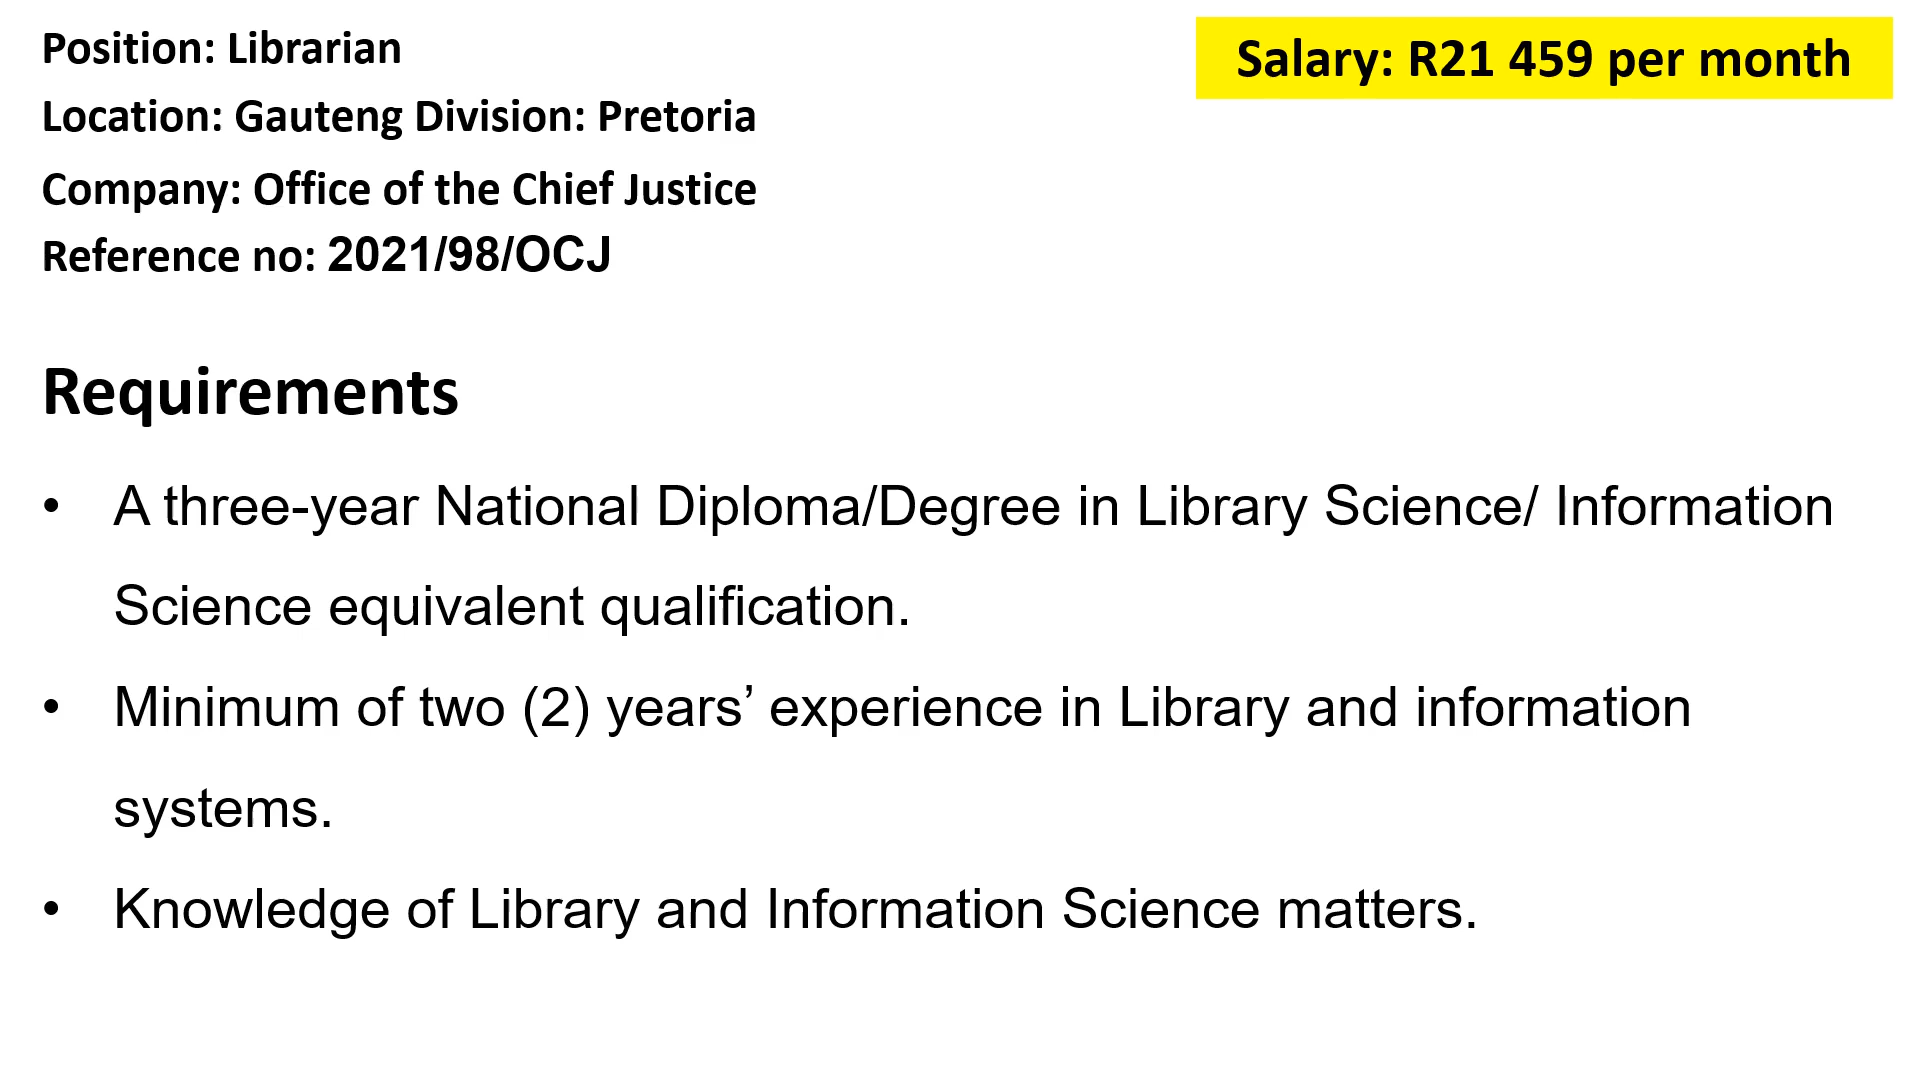 Position: Librarian
Salary: R21 459 per month
Location: Gauteng Division: Pretoria
Company: Office of the Chief Justice
Reference no: 2021/98/OCJ
Requirements
• A three-year National Diploma/Degree in Library Science/ Information
Science equivalent qualification.
• Minimum of two (2) years’ experience in Library and information
systems.
• Knowledge of Library and Information Science matters.